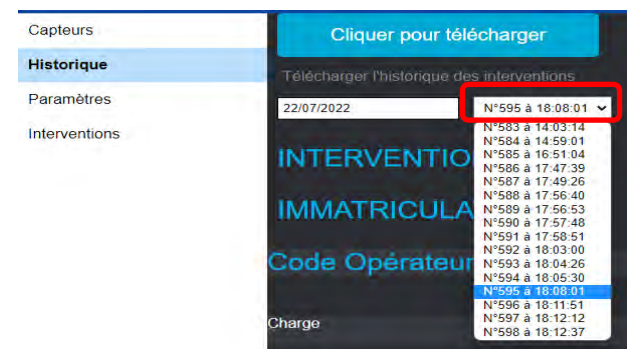 Capteurs
Historique
Paramètres
Interventions
Cliquer pour télécharger
Télécharger l'historique des interventions
22/07/2022
N°595 à 18:08:01
N°583 à 14:03:14
N°584 à 14:59:01
N°585 à 16:51:04
N°586 à 17:47:39
N°587 à 17:49:26
N°588 à 17:56:40
N°589 à 17:56:53
N°590 à 17:57:48
N°591 à 17:58:51
N°592 à 18:03:00
N°593 à 18:04:26
N°594 à 18:05:30
N°595 à 18:08:01
N°596 à 18:11:51
N°597 à 18:12:12
N°598 à 18:12:37
INTERVENTIO
IMMATRICULA
Code Opérateur
Charge